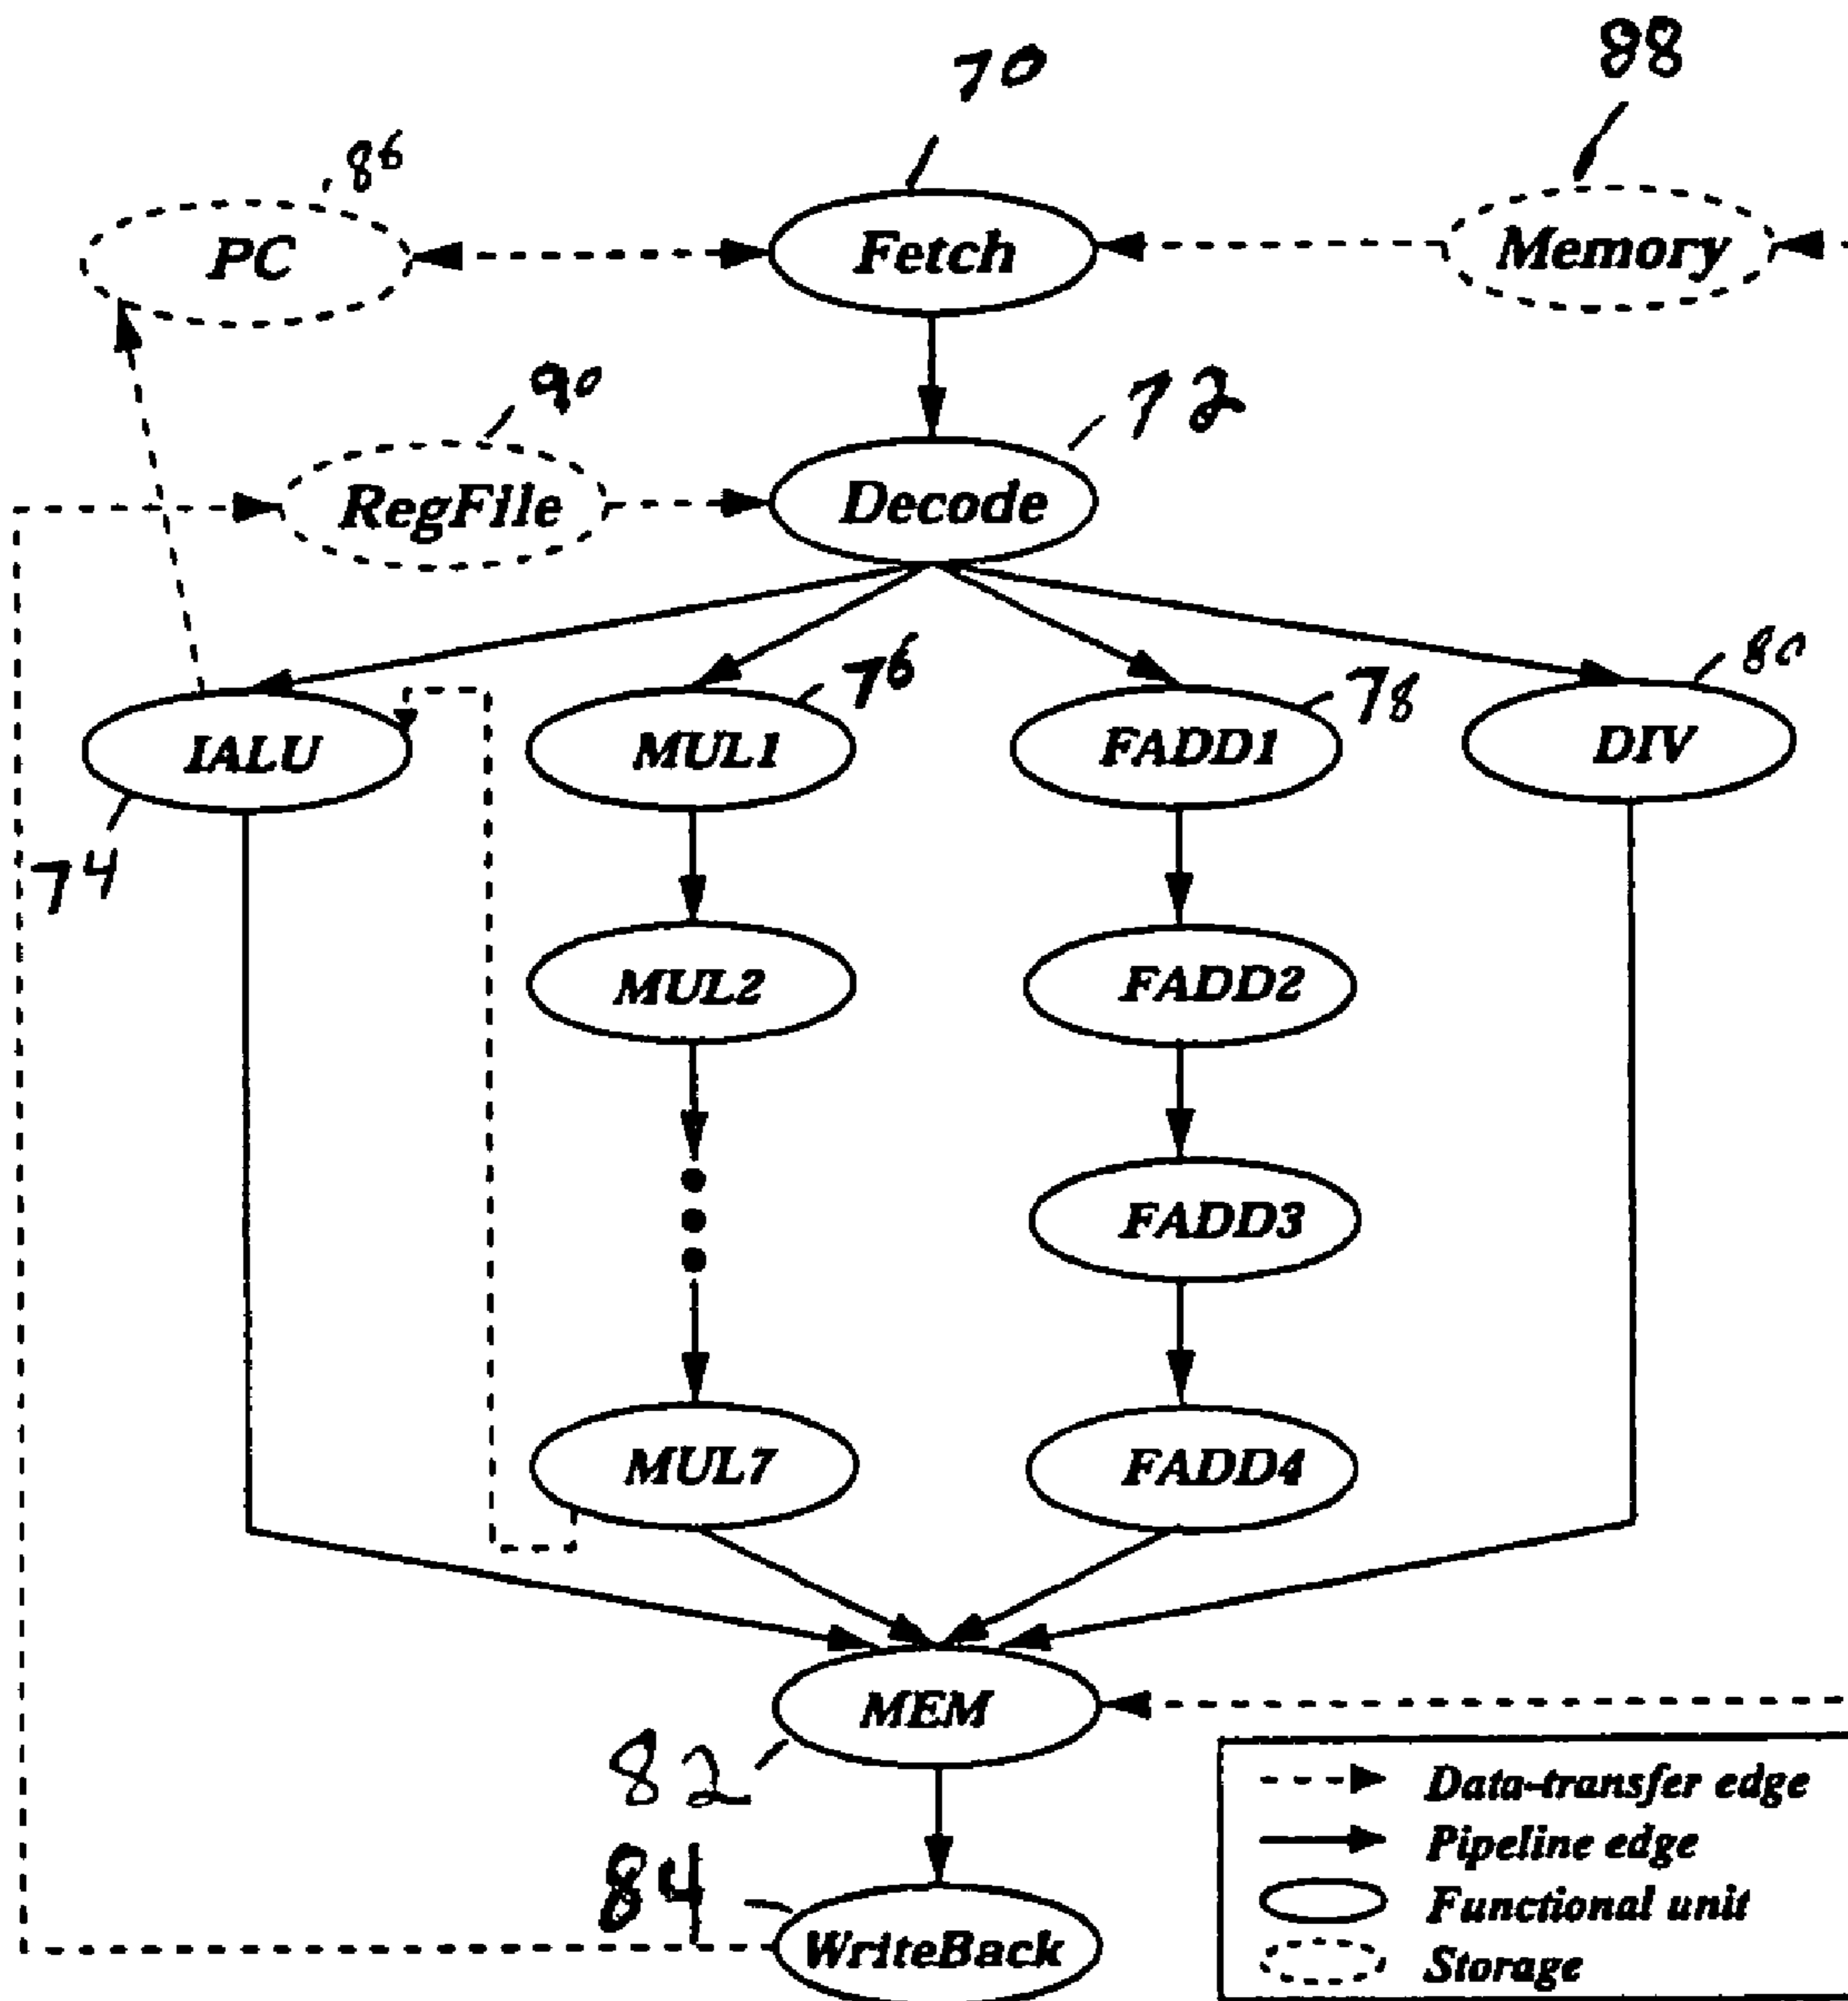 70
88
86
PC
Fetch
Memory
90
72
RegFile
Decode
76
78
80
IALU
MUL1
FADD1
DIV
74
MUL2
FADD2
FADD3
MUL7
FADD4
MEM
82
Data-transfer edge
Pipeline edge
84
Functional unit
WriteBack
Storage